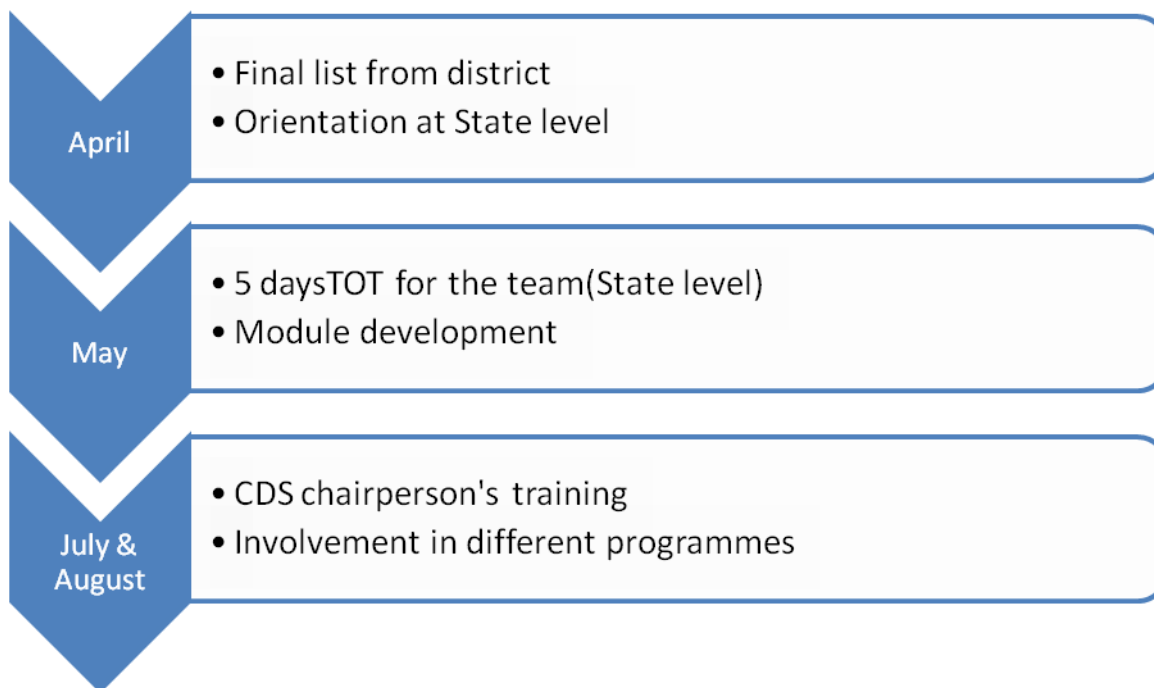 April
• Final list from district
• Orientation at State level
May
• 5 daysTOT for the team(State level)
• Module development
July &
August
• CDS chairperson's training
• Involvement in different programmes